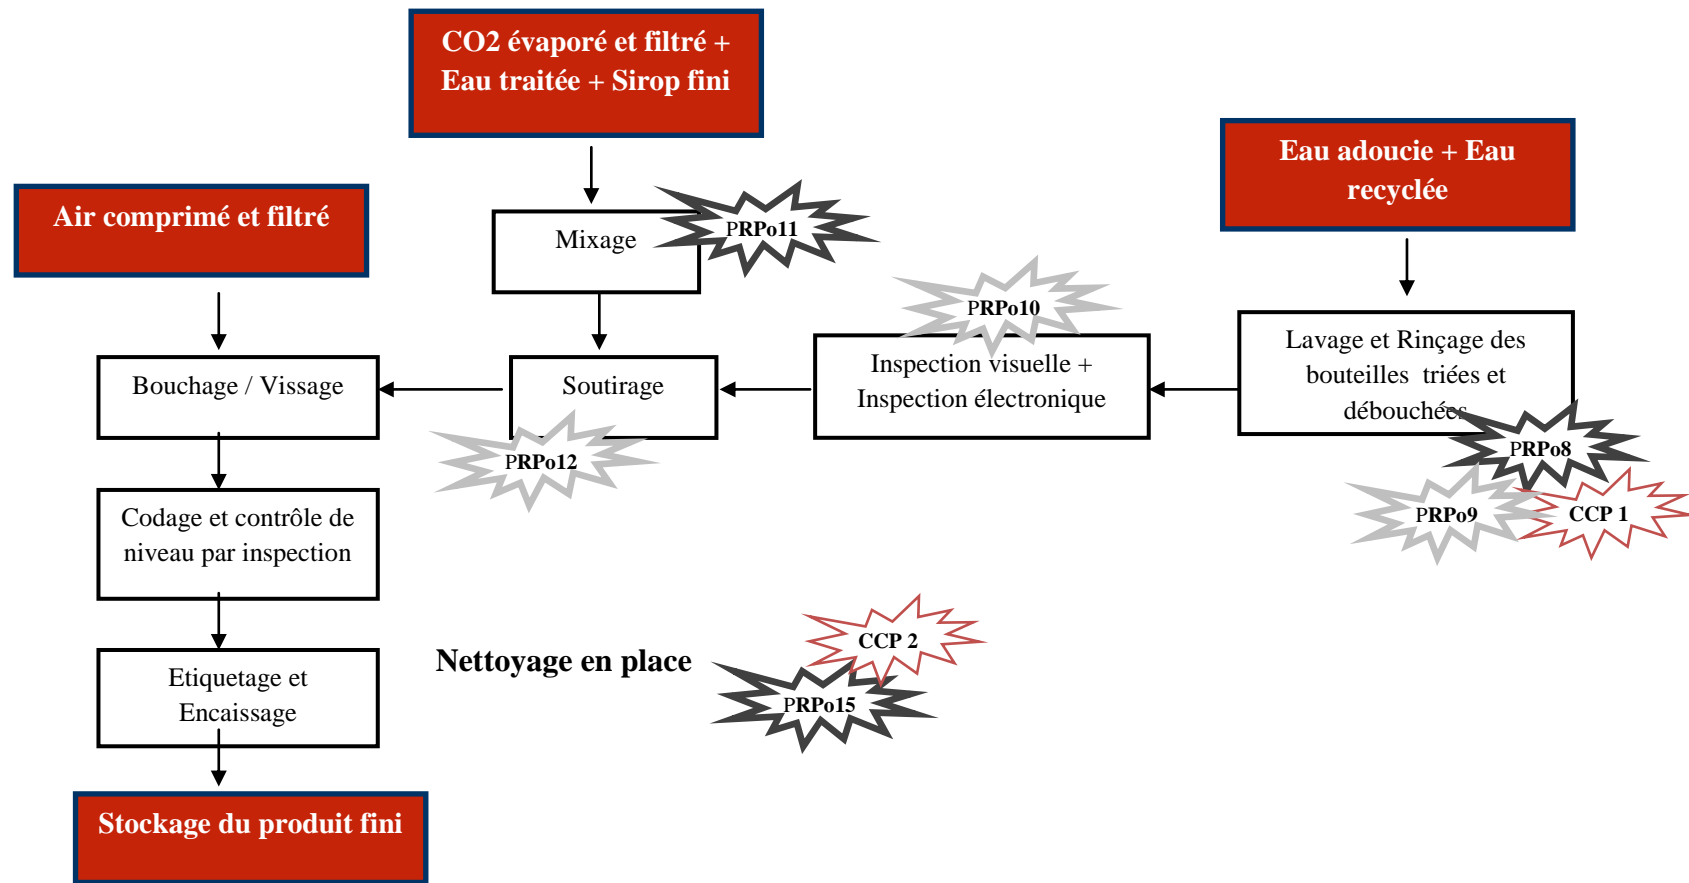 CO2 évaporé et filtré +
Eau traitée + Sirop fini
Eau adoucie + Eau
recyclée
Air comprimé et filtré
Mixage
PRPo11
PRPo10
Lavage et Rinçage des
bouteilles triées et
débouchées
Inspection visuelle +
Inspection électronique
Soutirage
Bouchage / Vissage
PRPo8
PRPo12
PRPo9
CCP 1
Codage et contrôle de
niveau par inspection
CCP 2
Nettoyage en place
PRPo15
Etiquetage et
Encaissage
Stockage du produit fini